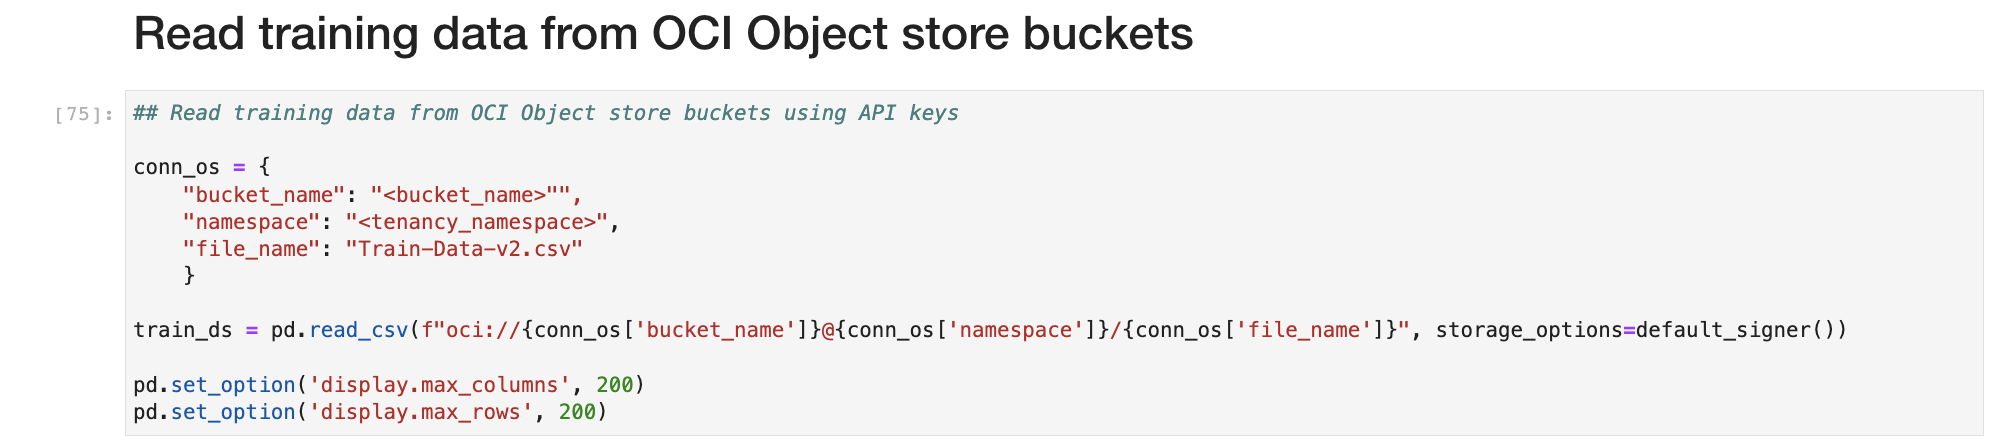 Read training data from OCI Object store buckets
[75]:
## Read training data from OCI Object store buckets using API keys
conn_os = {
    "bucket_name": "<bucket_name>"",
    "namespace": "<tenancy_namespace>",
    "file_name": "Train-Data-v2.csv"
    }
train_ds = pd.read_csv(f"oci://{conn_os['bucket_name']}@{conn_os['namespace']}/{conn_os['file_name']}", storage_options=default_signer())
pd.set_option('display.max_columns', 200)
pd.set_option('display.max_rows', 200)